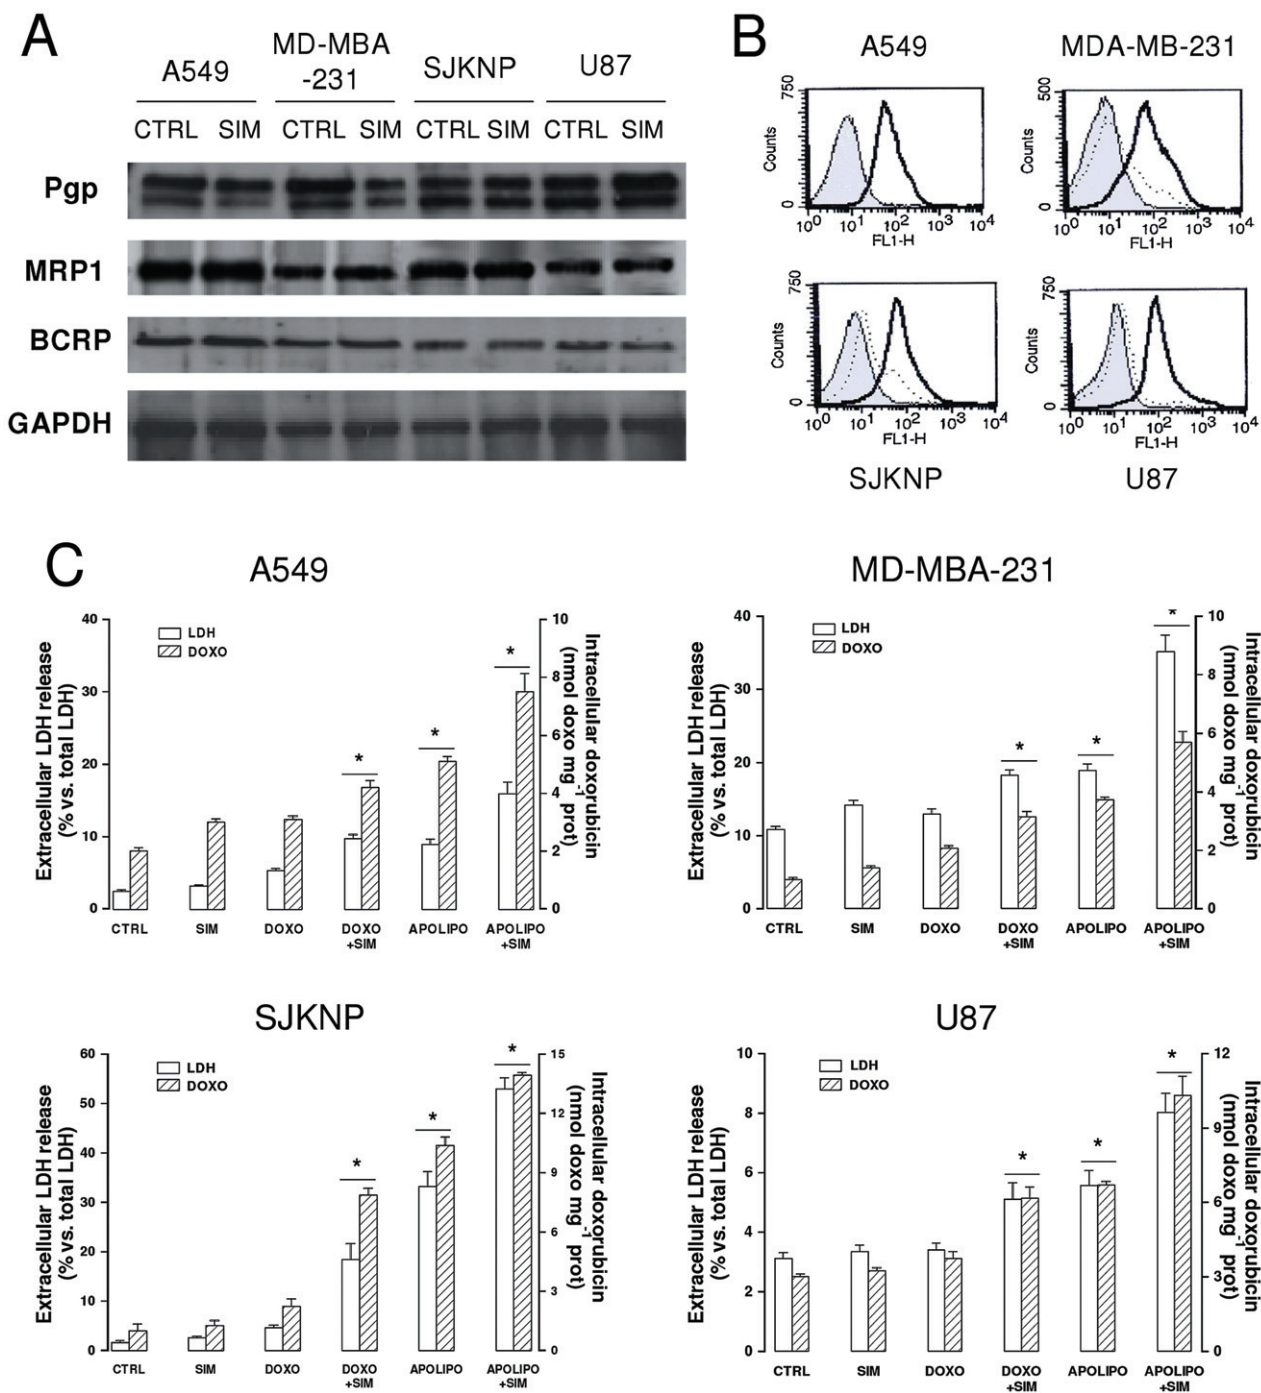 A
A549
MD-MBA
-231
SJKNP
U87
CTRL SIM CTRL SIM CTRL SIM CTRL SIM
Pgp
MRP1
BCRP
GAPDH
B
A549
MDA-MB-231
750
Counts
0
10⁰ 10¹ 10² 10³ 10⁴
FL1-H
500
Counts
0
10⁰ 10¹ 10² 10³ 10⁴
FL1-H
750
Counts
0
10⁰ 10¹ 10² 10³ 10⁴
FL1-H
750
Counts
0
10⁰ 10¹ 10² 10³ 10⁴
FL1-H
SJKNP
U87
C
A549
Extracellular LDH release
(% vs. total LDH)
40
30
20
10
0
LDH
DOXO
*
*
*
10
8
6
4
2
0
Intracellular doxorubicin
(nmol doxo mg⁻¹ prot)
CTRL SIM DOXO DOXO +SIM APOLIPO APOLIPO +SIM
MD-MBA-231
Extracellular LDH release
(% vs. total LDH)
40
30
20
10
0
LDH
DOXO
*
*
*
10
8
6
4
2
0
Intracellular doxorubicin
(nmol doxo mg⁻¹ prot)
CTRL SIM DOXO DOXO +SIM APOLIPO APOLIPO +SIM
SJKNP
Extracellular LDH release
(% vs. total LDH)
60
50
40
30
20
10
0
LDH
DOXO
*
*
*
15
12
9
6
3
0
Intracellular doxorubicin
(nmol doxo mg⁻¹ prot)
CTRL SIM DOXO DOXO +SIM APOLIPO APOLIPO +SIM
U87
Extracellular LDH release
(% vs. total LDH)
10
8
6
4
2
0
LDH
DOXO
*
*
*
12
9
6
3
0
Intracellular doxorubicin
(nmol doxo mg⁻¹ prot)
CTRL SIM DOXO DOXO +SIM APOLIPO APOLIPO +SIM